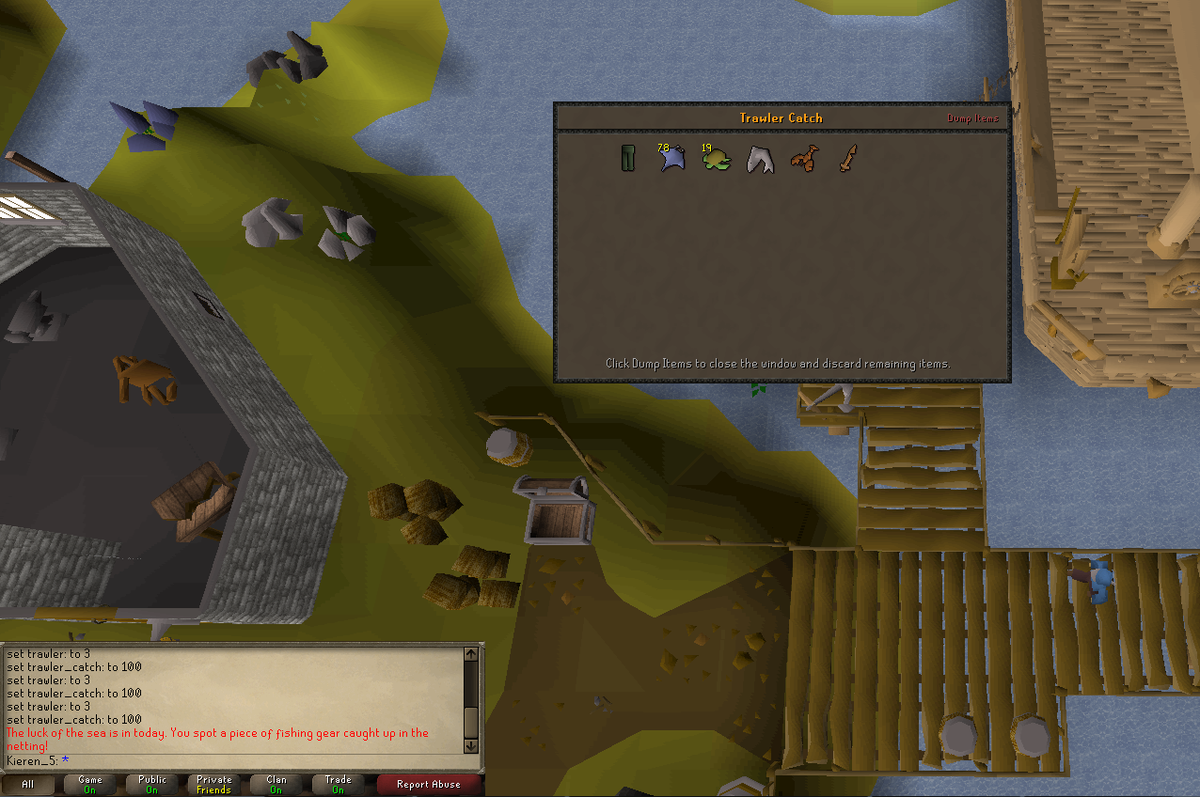 Trawler Catch
Dump Items
78
19
Click Dump Items to close the window and discard remaining items.
set trawler: to 3
set trawler_catch: to 100
set trawler: to 3
set trawler_catch: to 100
set trawler: to 3
set trawler_catch: to 100
The luck of the sea is in today. You spot a piece of fishing gear caught up in the
netting!
Kieren_5: *
All
Game
On
Public
On
Private
Friends
Clan
On
Trade
On
Report Abuse